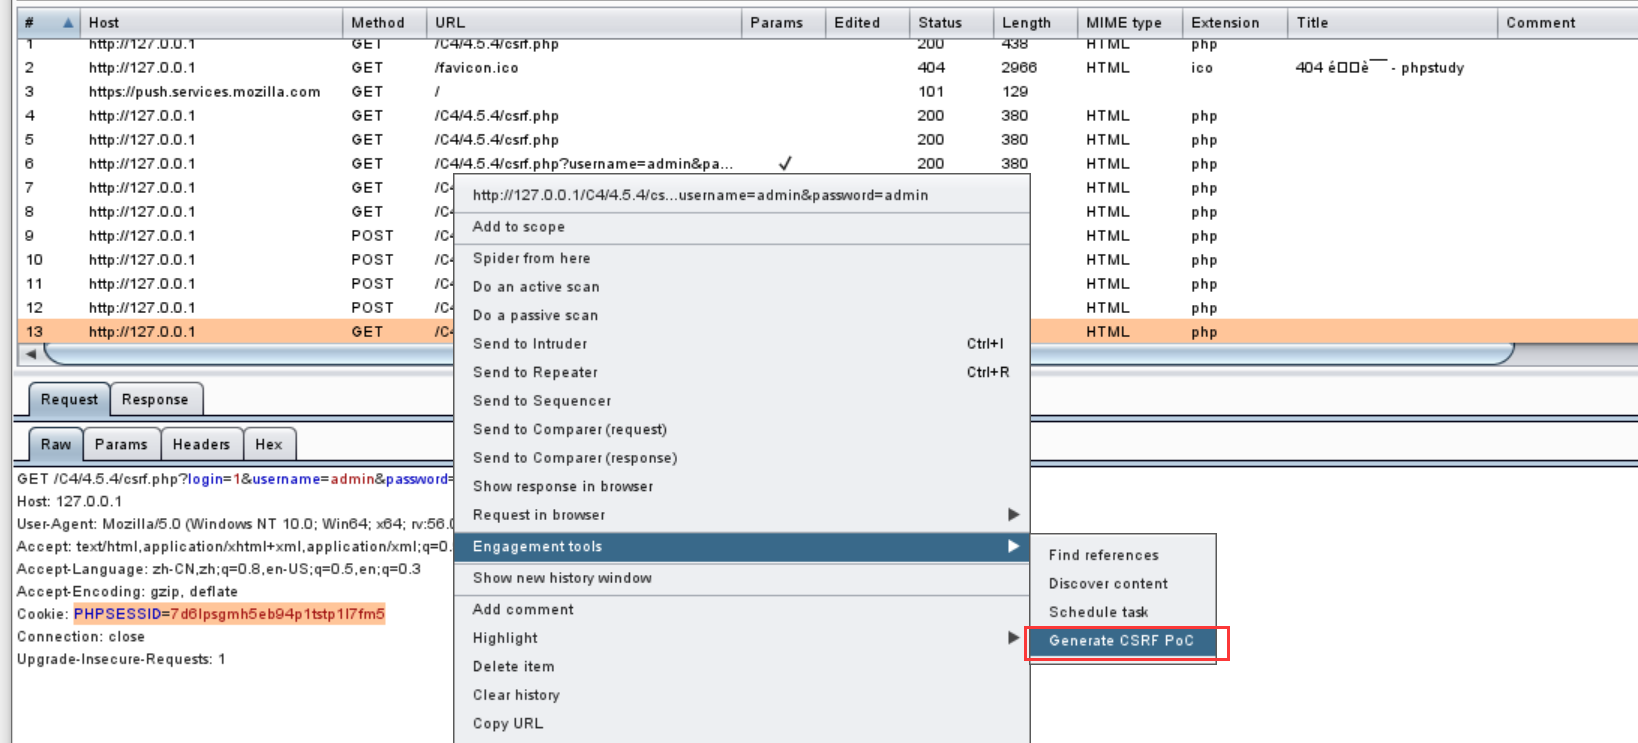 # Host Method URL Params Edited Status Length MIME type Extension Title Comment
1 http://127.0.0.1 GET /C4/4.5.4/csrf.php 200 438 HTML php
2 http://127.0.0.1 GET /favicon.ico 404 2966 HTML ico 404 é□□è¯ - phpstudy
3 https://push.services.mozilla.com GET / 101 129
4 http://127.0.0.1 GET /C4/4.5.4/csrf.php 200 380 HTML php
5 http://127.0.0.1 GET /C4/4.5.4/csrf.php 200 380 HTML php
6 http://127.0.0.1 GET /C4/4.5.4/csrf.php?username=admin&pa... ✓ 200 380 HTML php
7 http://127.0.0.1 GET /C4 HTML php
8 http://127.0.0.1 GET /C4 HTML php
9 http://127.0.0.1 POST /C4 HTML php
10 http://127.0.0.1 POST /C4 HTML php
11 http://127.0.0.1 POST /C4 HTML php
12 http://127.0.0.1 POST /C4 HTML php
13 http://127.0.0.1 GET /C4 HTML php
http://127.0.0.1/C4/4.5.4/cs...username=admin&password=admin
Add to scope
Spider from here
Do an active scan
Do a passive scan
Send to Intruder Ctrl+I
Send to Repeater Ctrl+R
Send to Sequencer
Send to Comparer (request)
Send to Comparer (response)
Show response in browser
Request in browser
Engagement tools
Show new history window
Add comment
Highlight
Delete item
Clear history
Copy URL
Find references
Discover content
Schedule task
Generate CSRF PoC
Request Response
Raw Params Headers Hex
GET /C4/4.5.4/csrf.php?login=1&username=admin&password=
Host: 127.0.0.1
User-Agent: Mozilla/5.0 (Windows NT 10.0; Win64; x64; rv:56.0
Accept: text/html,application/xhtml+xml,application/xml;q=0.
Accept-Language: zh-CN,zh;q=0.8,en-US;q=0.5,en;q=0.3
Accept-Encoding: gzip, deflate
Cookie: PHPSESSID=7d6lpsgmh5eb94p1tstp1l7fm5
Connection: close
Upgrade-Insecure-Requests: 1